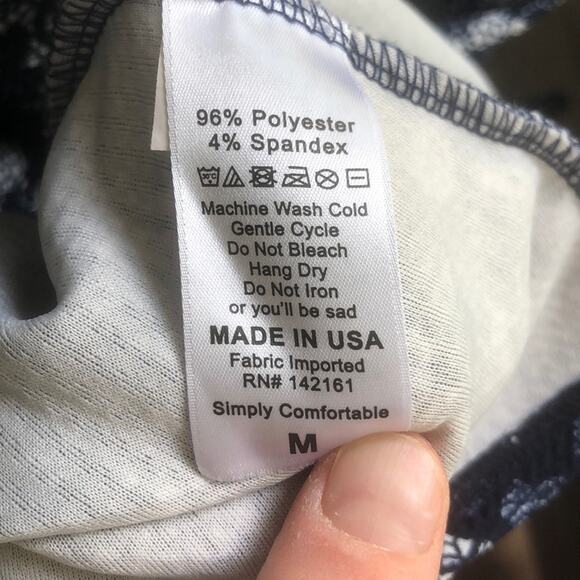 96% Polyester
4% Spandex
Machine Wash Cold
Gentle Cycle
Do Not Bleach
Hang Dry
Do Not Iron
or you'll be sad
MADE IN USA
Fabric Imported
RN# 142161
Simply Comfortable
M